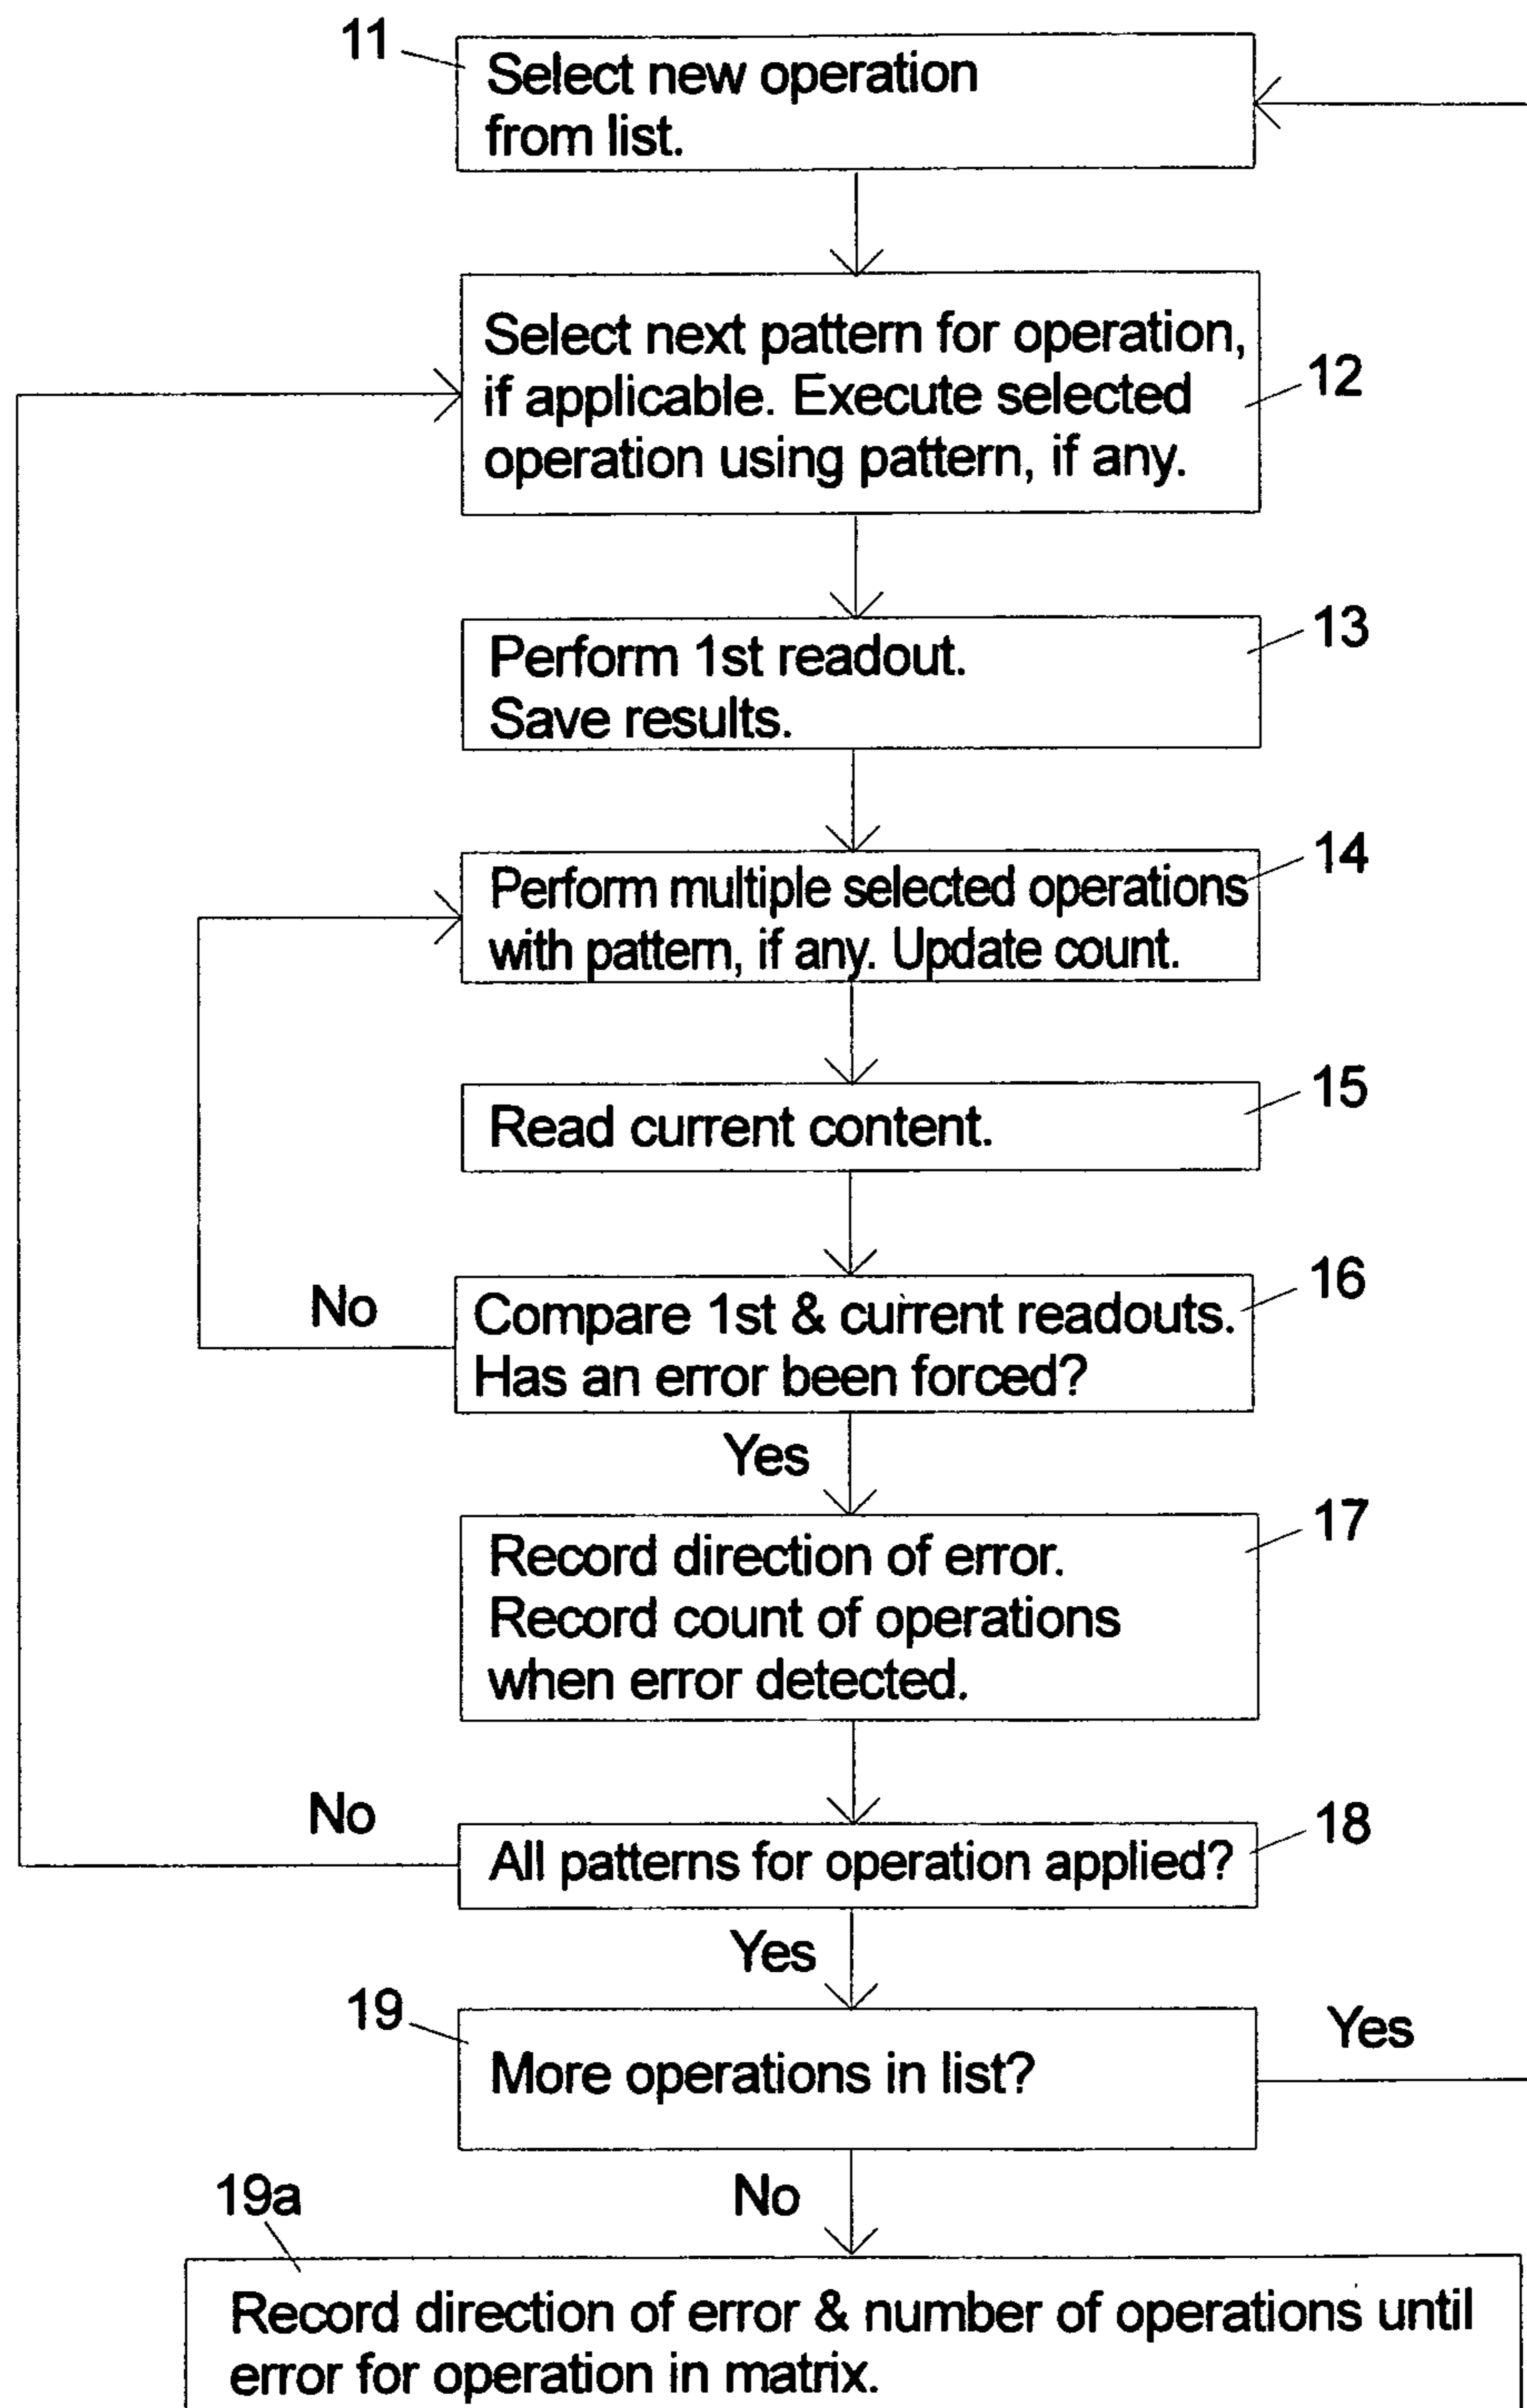 11
Select new operation
from list.
Select next pattern for operation,
if applicable. Execute selected
operation using pattern, if any.
12
Perform 1st readout.
Save results.
13
Perform multiple selected operations
with pattern, if any. Update count.
14
Read current content.
15
No
Compare 1st & current readouts.
Has an error been forced?
16
Yes
Record direction of error.
Record count of operations
when error detected.
17
No
All patterns for operation applied?
18
Yes
19
More operations in list?
Yes
No
19a
Record direction of error & number of operations until
error for operation in matrix.